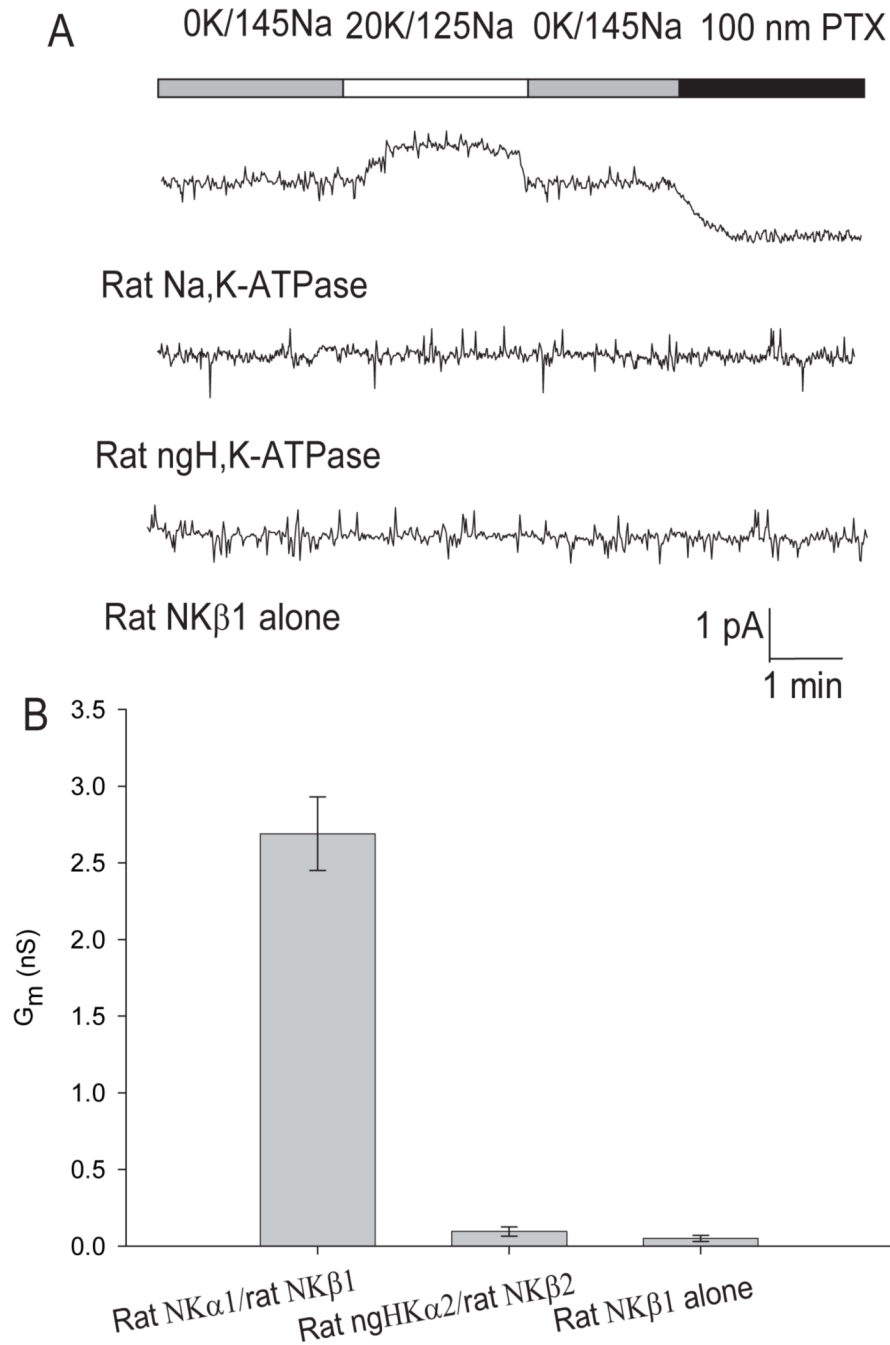 A
0K/145Na 20K/125Na 0K/145Na 100 nm PTX
Rat Na,K-ATPase
Rat ngH,K-ATPase
Rat NKβ1 alone
1 pA
1 min
B
3.5
3.0
2.5
2.0
1.5
1.0
0.5
0.0
Gm (nS)
Rat NKα1/rat NKβ1
Rat ngHKα2/rat NKβ2
Rat NKβ1 alone